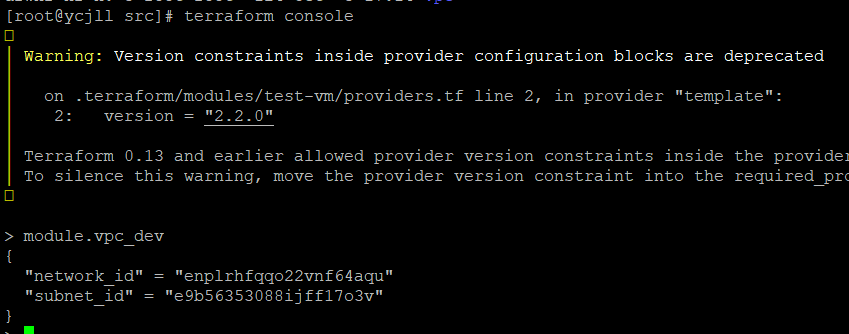 [root@ycjll src]# terraform console
Warning: Version constraints inside provider configuration blocks are deprecated
on .terraform/modules/test-vm/providers.tf line 2, in provider "template":
2: version = "2.2.0"
Terraform 0.13 and earlier allowed provider version constraints inside the provider
To silence this warning, move the provider version constraint into the required_pro
> module.vpc_dev
{
"network_id" = "enplrhfqqo22vnf64aqu"
"subnet_id" = "e9b56353088ijff17o3v"
}
>